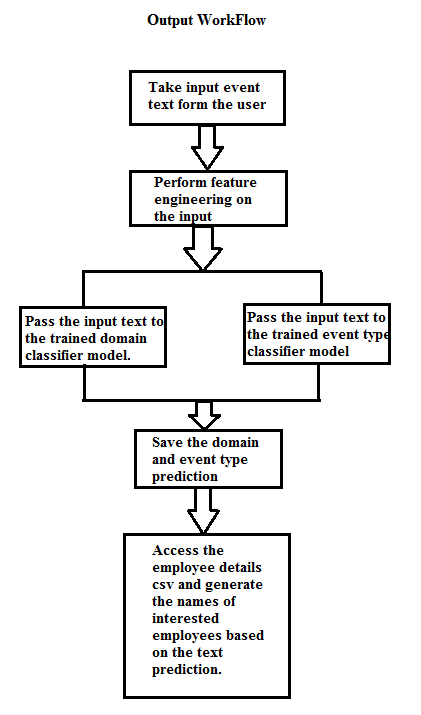 Output WorkFlow
Take input event
text form the user
Perform feature
engineering on
the input
Pass the input text to
the trained domain
classifier model.
Pass the input text to
the trained event type
classifier model
Save the domain
and event type
prediction
Access the
employee details
csv and generate
the names of
interested
employees based
on the text
prediction.